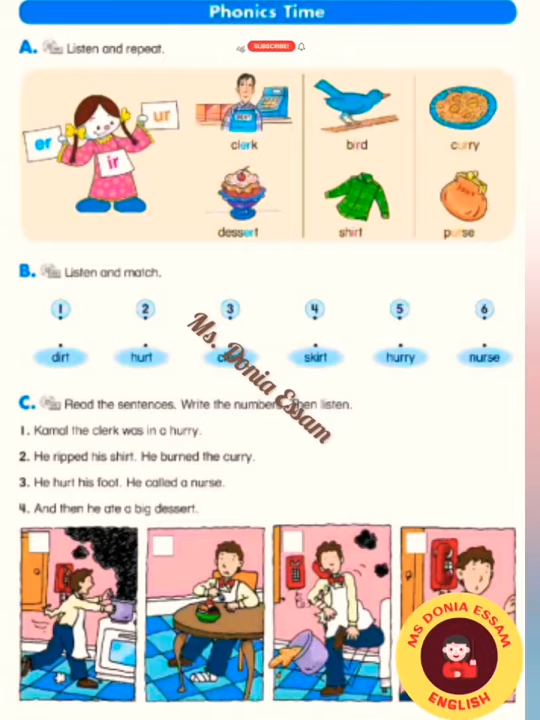 Phonics Time
A. Listen and repeat.
SUBSCRIBE!
er
ur
ir
clerk
bird
curry
dessert
shirt
purse
B. Listen and match.
1 2 3 4 5 6
dirt hurt skirt hurry nurse
Ms. Donia Essam
C. Read the sentences. Write the numbers. Then listen.
1. Kamal the clerk was in a hurry.
2. He ripped his shirt. He burned the curry.
3. He hurt his foot. He called a nurse.
4. And then he ate a big dessert.
MS DONIA ESSAM
ENGLISH